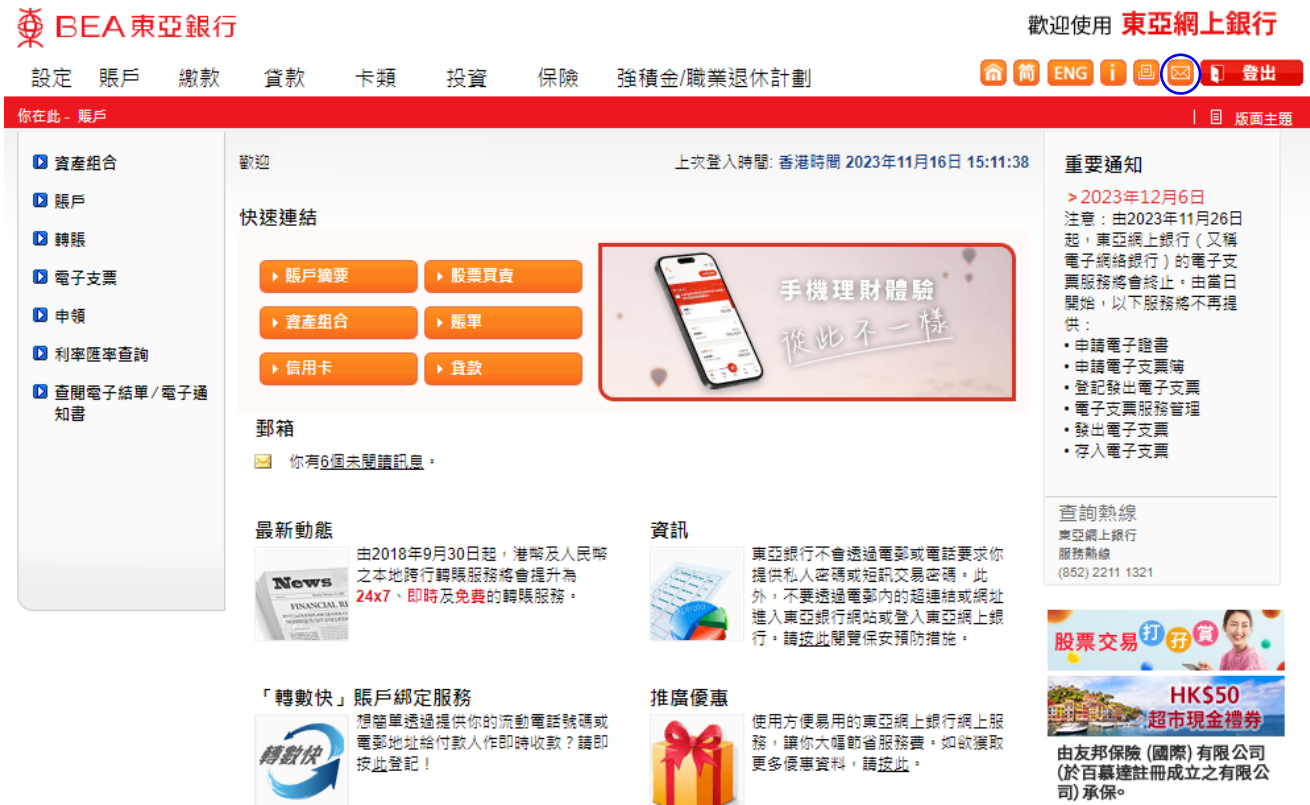 BEA東亞銀行
歡迎使用 東亞網上銀行
設定 賬戶 繳款 貸款 卡類 投資 保險 強積金/職業退休計劃
简 ENG i 登出
你在此 - 賬戶
版面主題
資產組合
賬戶
轉賬
電子支票
申領
利率匯率查詢
查閱電子結單/電子通
知書
歡迎
上次登入時間: 香港時間 2023年11月16日 15:11:38
快速連結
賬戶摘要
股票買賣
資產組合
賬單
信用卡
貸款
手機理財體驗
從此不一樣
郵箱
你有6個未閱讀訊息。
最新動態
由2018年9月30日起，港幣及人民幣
之本地跨行轉賬服務將會提升為
24x7、即時及免費的轉賬服務。
News
資訊
東亞銀行不會透過電郵或電話要求你
提供私人密碼或短訊交易密碼。此
外，不要透過電郵內的超連結或網址
進入東亞銀行網站或登入東亞網上銀
行。請按此閱覽保安預防措施。
「轉數快」賬戶綁定服務
想簡單透過提供你的流動電話號碼或
電郵地址給付款人作即時收款？請即
按此登記！
轉數快
推廣優惠
使用方便易用的東亞網上銀行網上服
務，讓你大幅節省服務費。如欲獲取
更多優惠資料，請按此。
重要通知
>2023年12月6日
注意：由2023年11月26日
起，東亞網上銀行（又稱
電子網絡銀行）的電子支
票服務將會終止。由當日
開始，以下服務將不再提
供：
•申請電子證書
•申請電子支票簿
•登記發出電子支票
•電子支票服務管理
•發出電子支票
•存入電子支票
查詢熱線
東亞網上銀行
服務熱線
(852) 2211 1321
股票交易打孖賞
HK$50
超市現金禮券
由友邦保險 (國際) 有限公司
(於百慕達註冊成立之有限公
司) 承保。